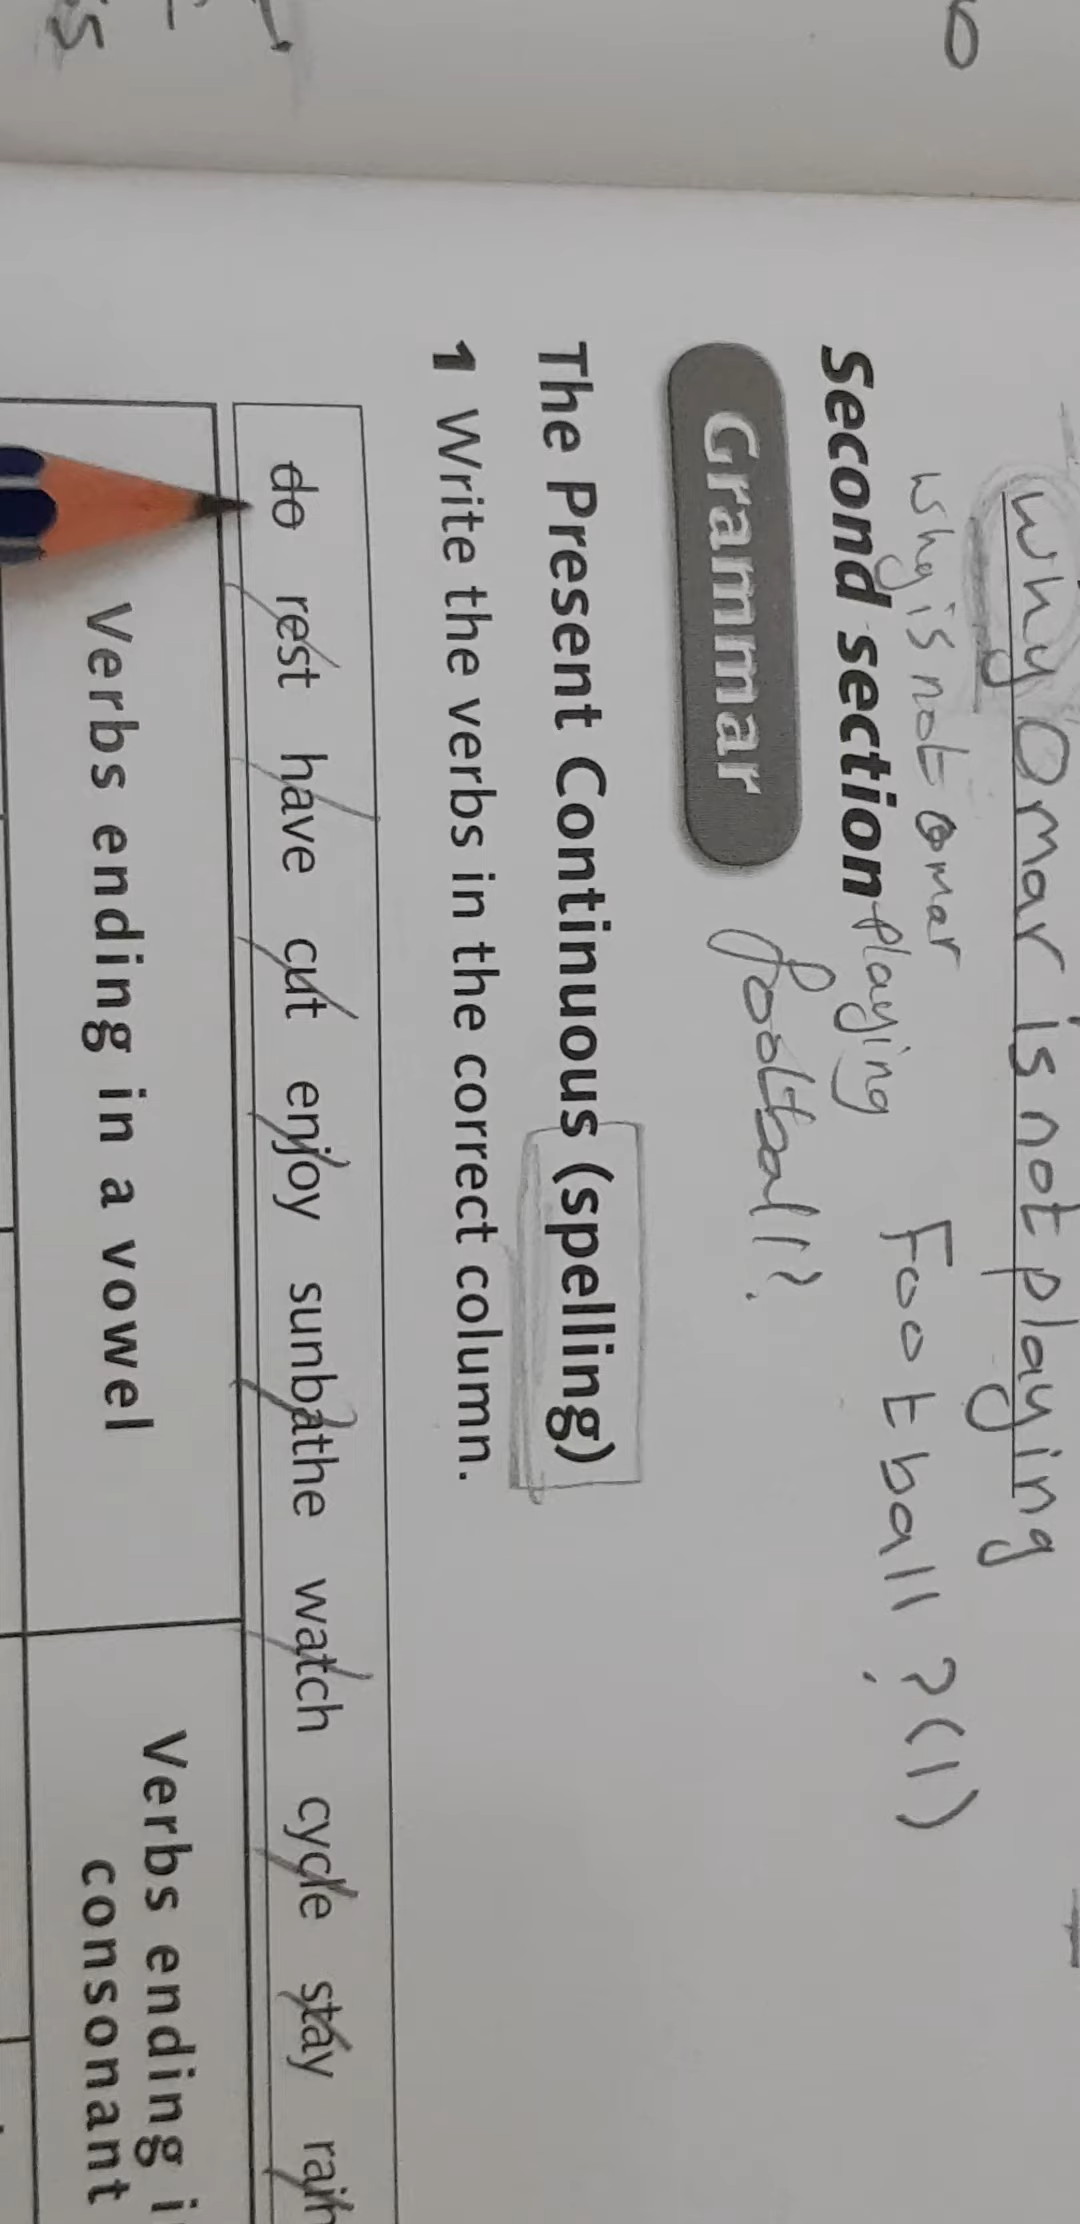 Why Omar is not playing
Why is not omar playing Football ? (1)
football?
Second section
Grammar
The Present Continuous (spelling)
1 Write the verbs in the correct column.
do rest have cut enjoy sunbathe watch cycle stay rain
Verbs ending in a vowel
Verbs ending
consonant